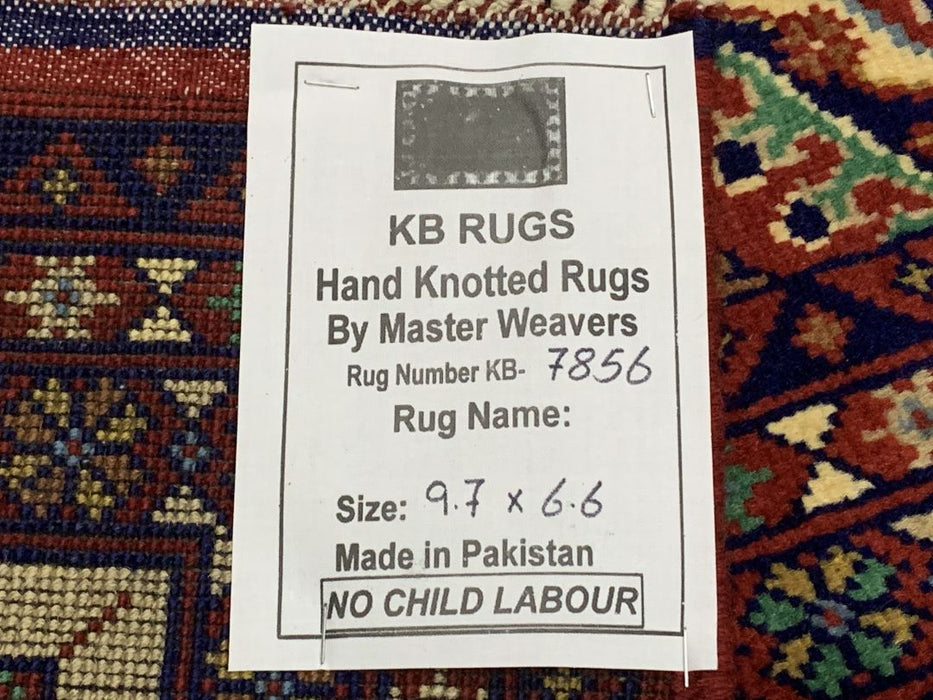 KB RUGS
Hand Knotted Rugs
By Master Weavers
Rug Number KB- 7856
Rug Name:
Size: 9.7 x 6.6
Made in Pakistan
NO CHILD LABOUR